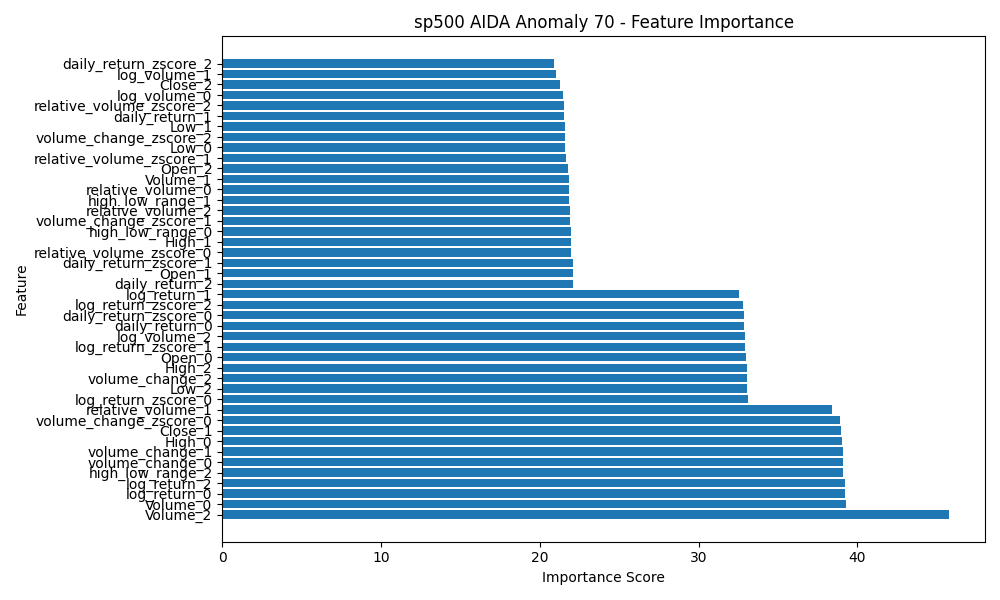 sp500 AIDA Anomaly 70 - Feature Importance
daily_return_zscore_2
log_volume_1
Close_2
log_volume_0
relative_volume_zscore_2
daily_return_1
Low_1
volume_change_zscore_2
Low_0
relative_volume_zscore_1
Open_2
Volume_1
relative_volume_0
high_low_range_1
relative_volume_2
volume_change_zscore_1
high_low_range_0
High_1
relative_volume_zscore_0
daily_return_zscore_1
Open_1
daily_return_2
log_return_1
log_return_zscore_2
daily_return_zscore_0
daily_return_0
log_volume_2
log_return_zscore_1
Open_0
High_2
volume_change_2
Low_2
log_return_zscore_0
relative_volume_1
volume_change_zscore_0
Close_1
High_0
volume_change_1
volume_change_0
high_low_range_2
log_return_2
log_return_0
Volume_0
Volume_2
Feature
0 10 20 30 40
Importance Score